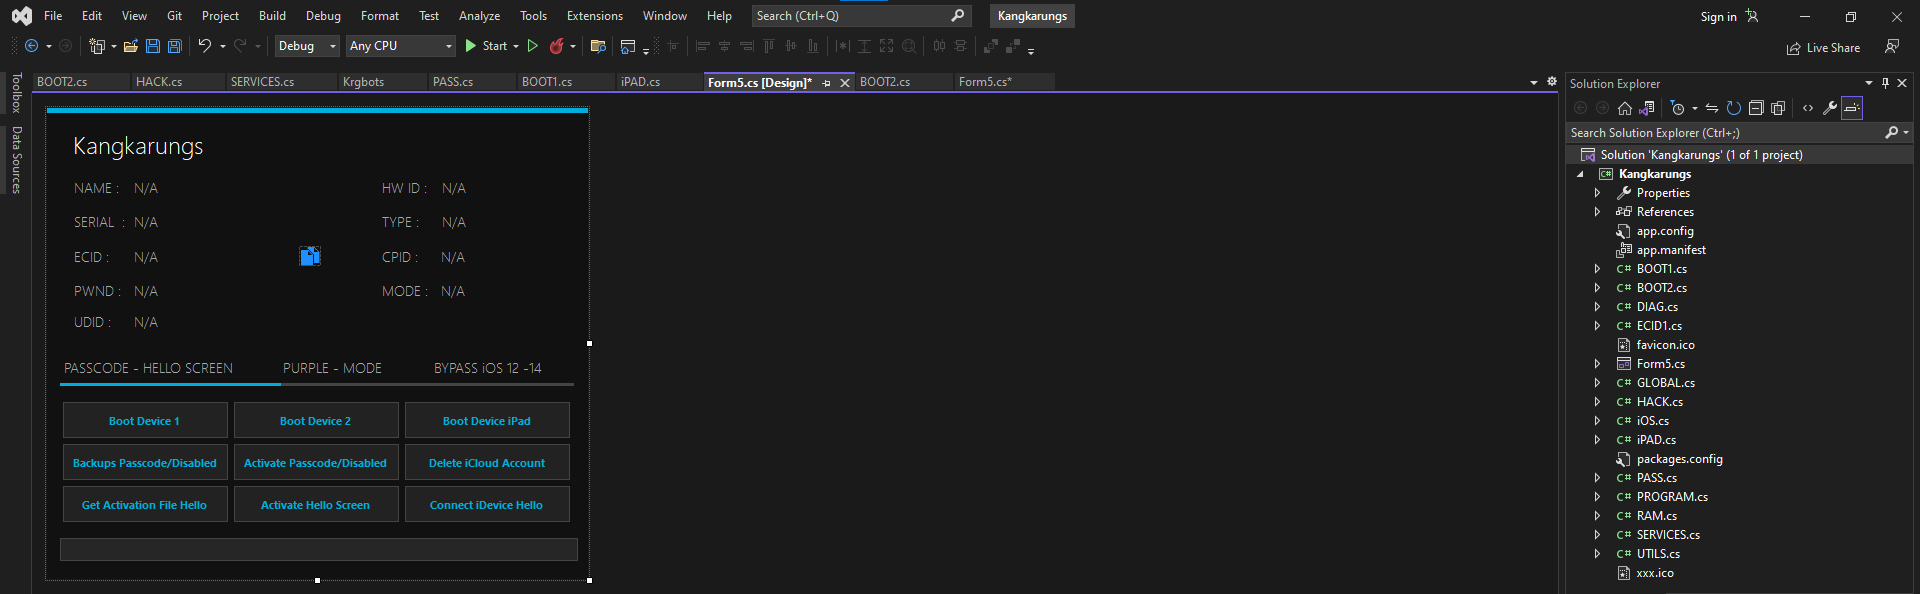 File Edit View Git Project Build Debug Format Test Analyze Tools Extensions Window Help Search (Ctrl+Q) Kangkarungs Sign in
Debug Any CPU Start Live Share
BOOT2.cs HACK.cs SERVICES.cs Krgbots PASS.cs BOOT1.cs iPAD.cs Form5.cs [Design]* BOOT2.cs Form5.cs*
Toolbox
Data Sources
Kangkarungs
NAME : N/A HW ID : N/A
SERIAL : N/A TYPE : N/A
ECID : N/A CPID : N/A
PWND : N/A MODE : N/A
UDID : N/A
PASSCODE - HELLO SCREEN PURPLE - MODE BYPASS iOS 12 -14
Boot Device 1 Boot Device 2 Boot Device iPad
Backups Passcode/Disabled Activate Passcode/Disabled Delete iCloud Account
Get Activation File Hello Activate Hello Screen Connect iDevice Hello
Solution Explorer
Search Solution Explorer (Ctrl+;)
Solution 'Kangkarungs' (1 of 1 project)
C# Kangkarungs
Properties
References
app.config
app.manifest
C# BOOT1.cs
C# BOOT2.cs
C# DIAG.cs
C# ECID1.cs
favicon.ico
Form5.cs
C# GLOBAL.cs
C# HACK.cs
C# iOS.cs
C# iPAD.cs
packages.config
C# PASS.cs
C# PROGRAM.cs
C# RAM.cs
C# SERVICES.cs
C# UTILS.cs
xxx.ico